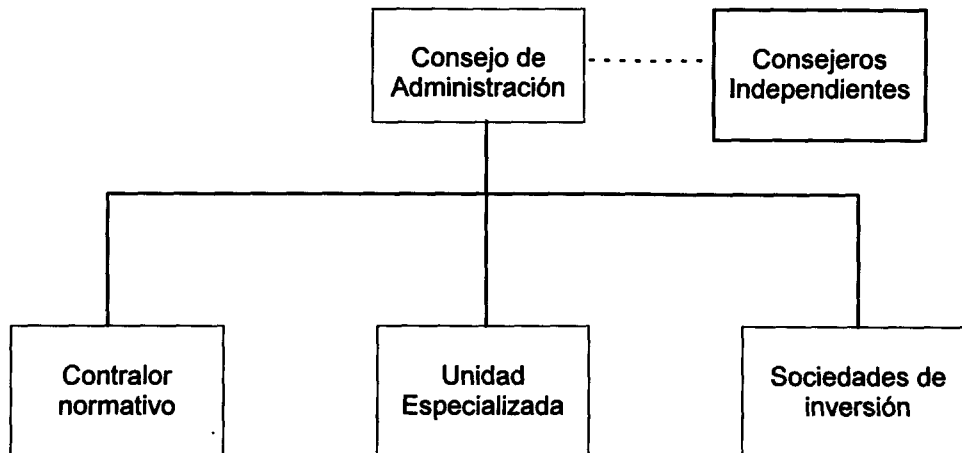 Consejo de
Administración
Consejeros
Independientes
Contralor
normativo
Unidad
Especializada
Sociedades de
inversión